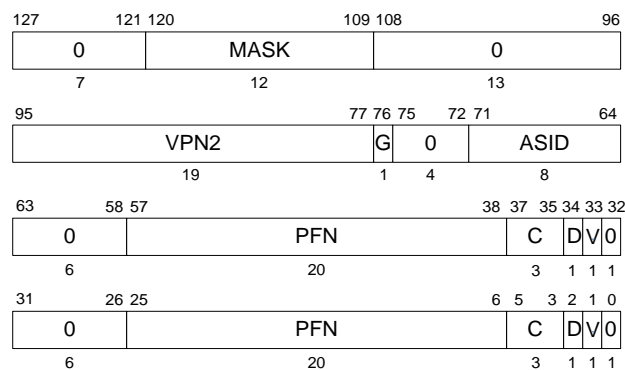 127 121 120 109 108 96
0 MASK 0
7 12 13
95 77 76 75 72 71 64
VPN2 G 0 ASID
19 1 4 8
63 58 57 38 37 35 34 33 32
0 PFN C D V 0
6 20 3 1 1 1
31 26 25 6 5 3 2 1 0
0 PFN C D V 0
6 20 3 1 1 1